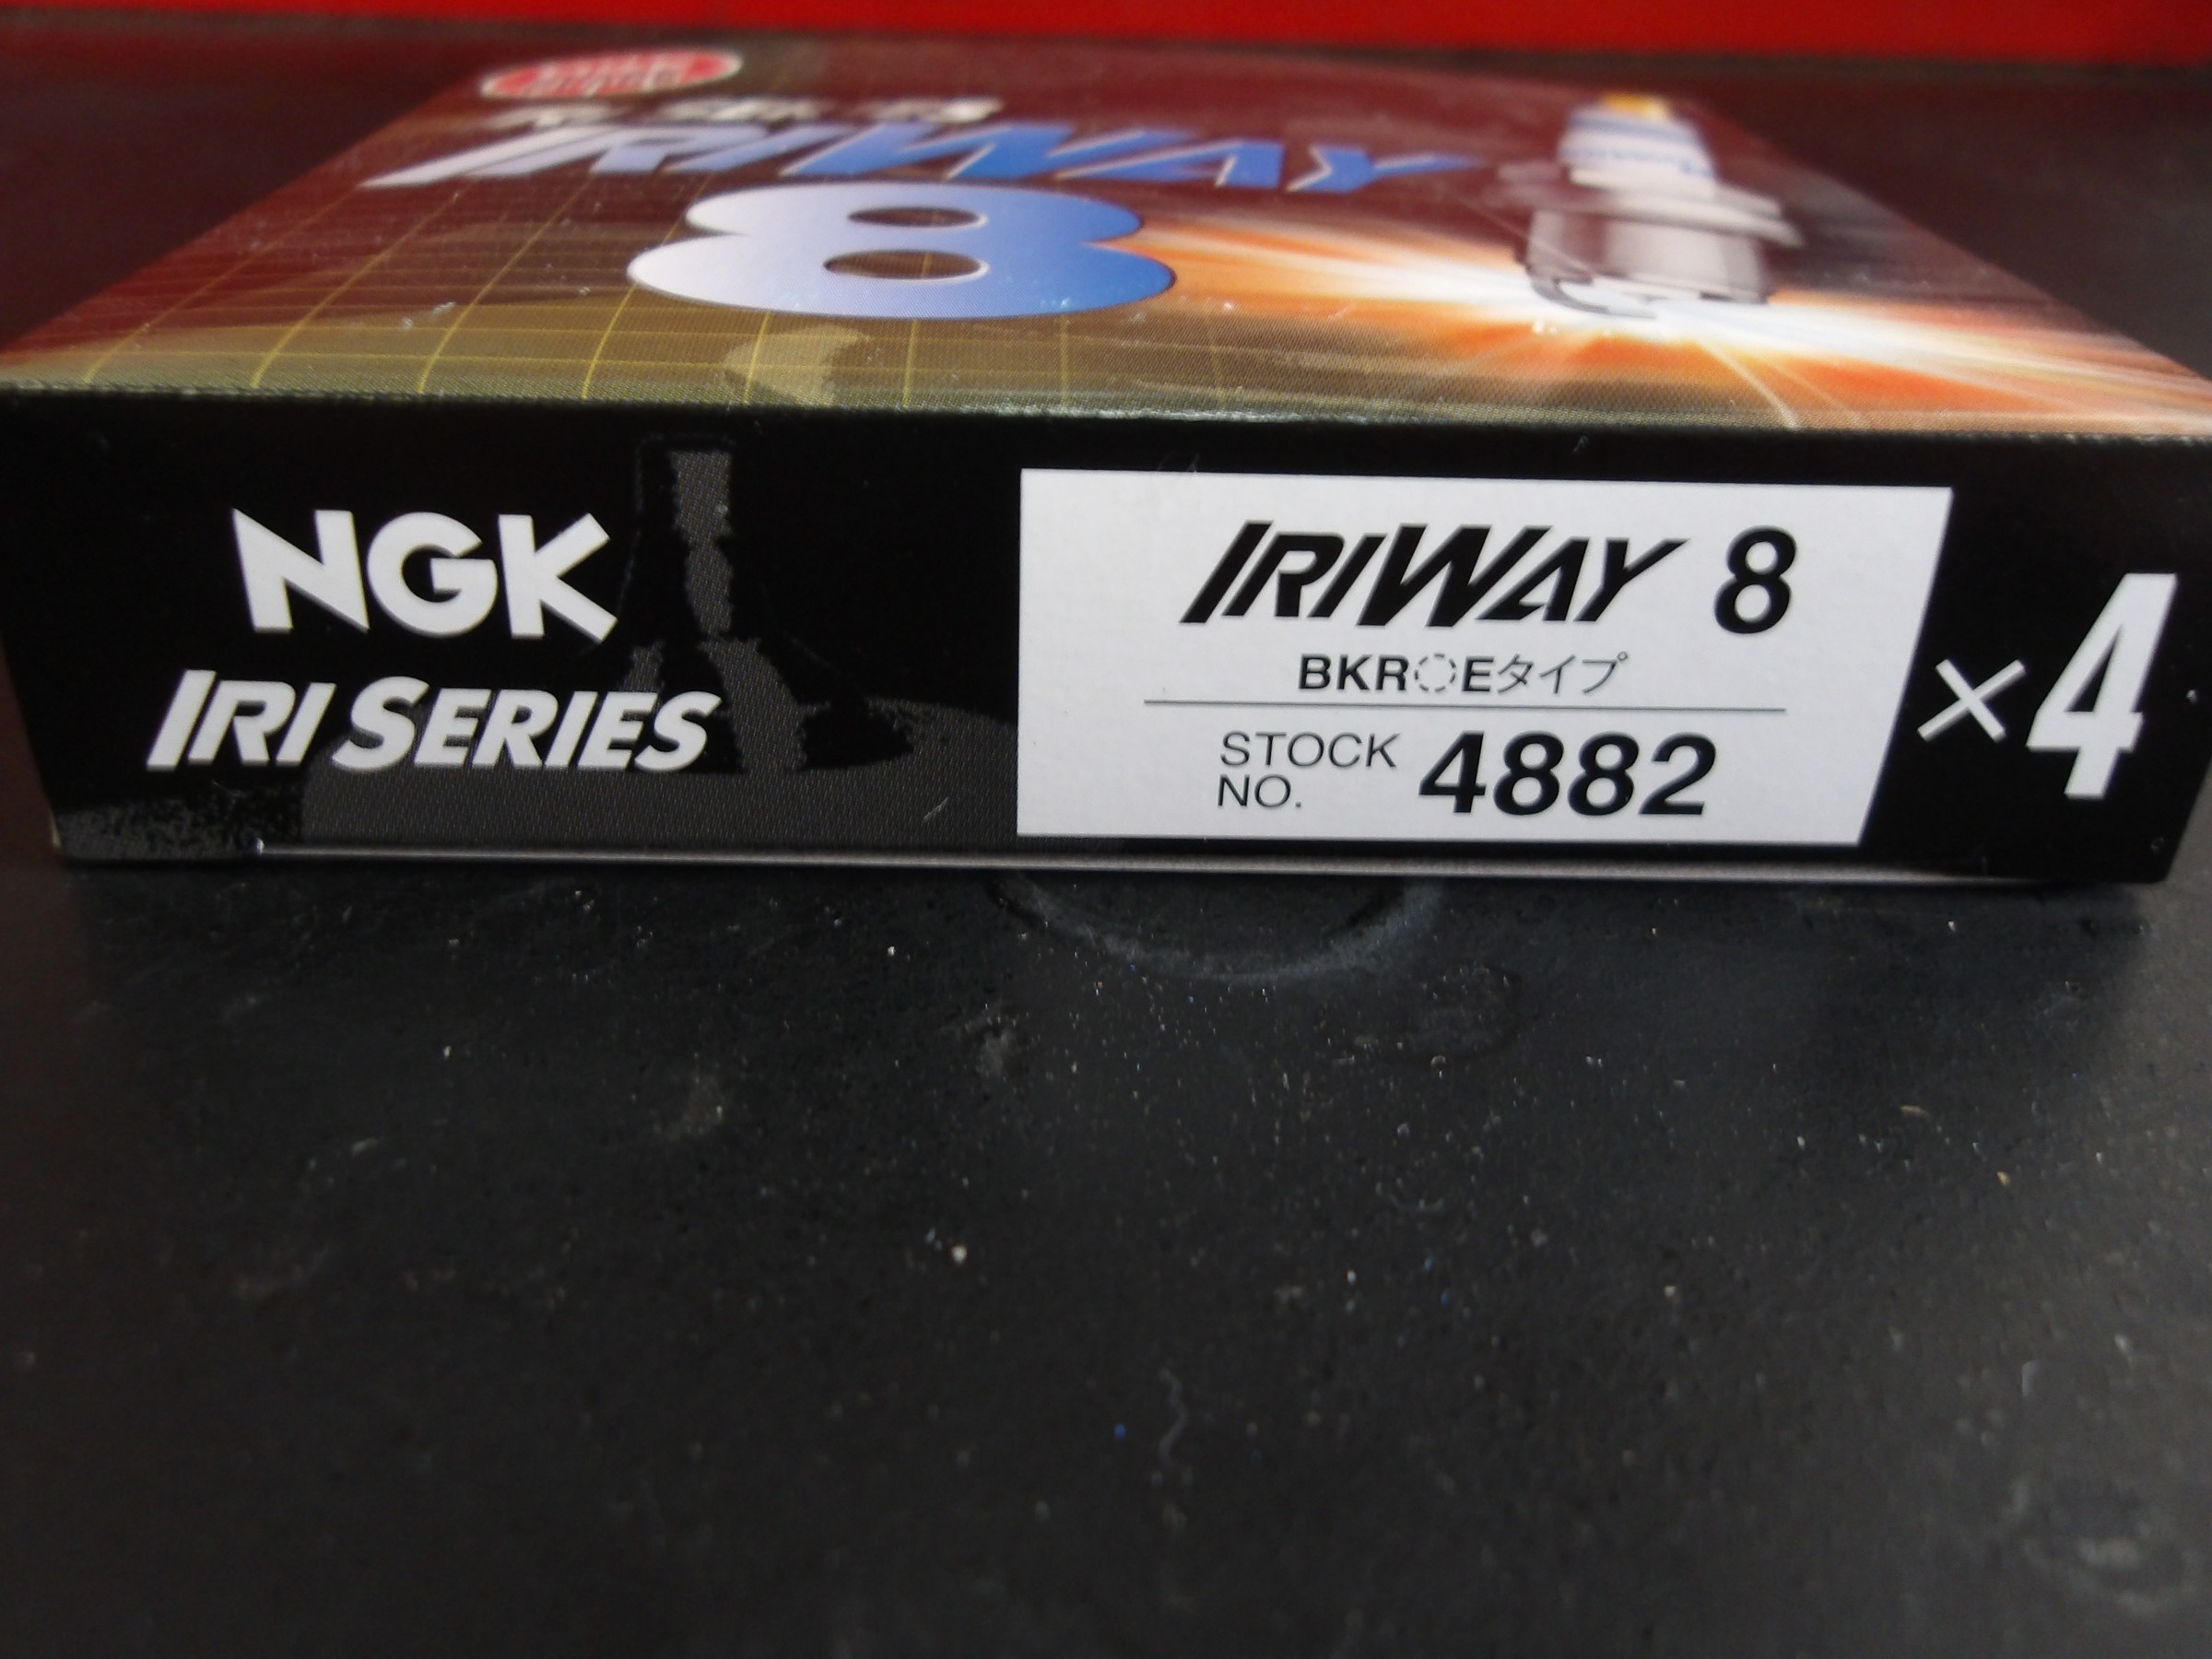 IRIWAY
8
NGK
IRI SERIES
IRIWAY 8
BKR◌Eタイプ
STOCK NO. 4882
×4